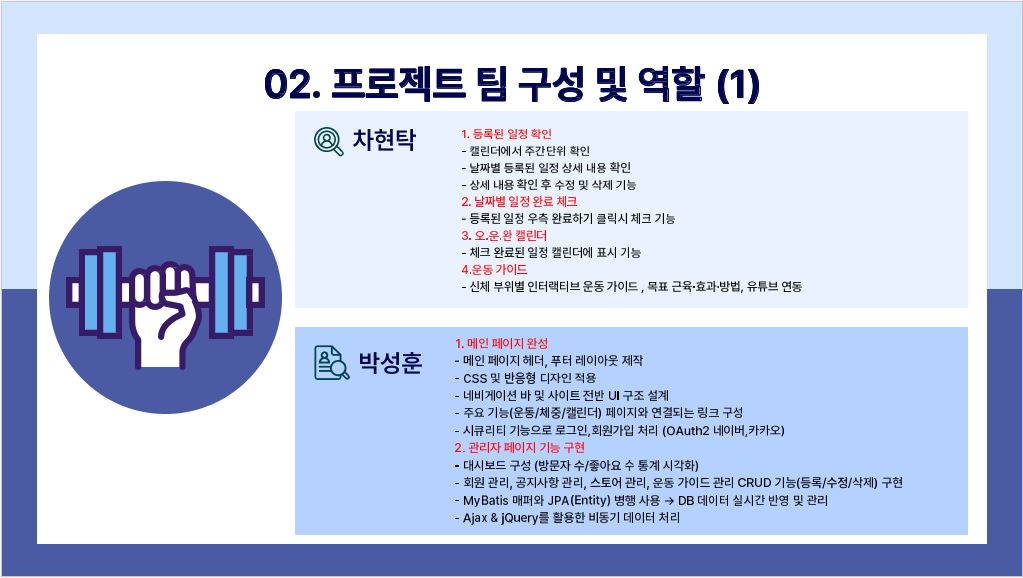 02. 프로젝트 팀 구성 및 역할 (1)
차현탁
1. 등록된 일정 확인
- 캘린더에서 주간단위 확인
- 날짜별 등록된 일정 상세 내용 확인
- 상세 내용 확인 후 수정 및 삭제 기능
2. 날짜별 일정 완료 체크
- 등록된 일정 우측 완료하기 클릭시 체크 기능
3. 오.운.완 캘린더
- 체크 완료된 일정 캘린더에 표시 기능
4.운동 가이드
- 신체 부위별 인터랙티브 운동 가이드 , 목표 근육·효과·방법, 유튜브 연동
박성훈
1. 메인 페이지 완성
- 메인 페이지 헤더, 푸터 레이아웃 제작
- CSS 및 반응형 디자인 적용
- 네비게이션 바 및 사이트 전반 UI 구조 설계
- 주요 기능(운동/체중/캘린더) 페이지와 연결되는 링크 구성
- 시큐리티 기능으로 로그인,회원가입 처리 (OAuth2 네이버,카카오)
2. 관리자 페이지 기능 구현
- 대시보드 구성 (방문자 수/좋아요 수 통계 시각화)
- 회원 관리, 공지사항 관리, 스토어 관리, 운동 가이드 관리 CRUD 기능(등록/수정/삭제) 구현
- MyBatis 매퍼와 JPA(Entity) 병행 사용 → DB 데이터 실시간 반영 및 관리
- Ajax & jQuery를 활용한 비동기 데이터 처리